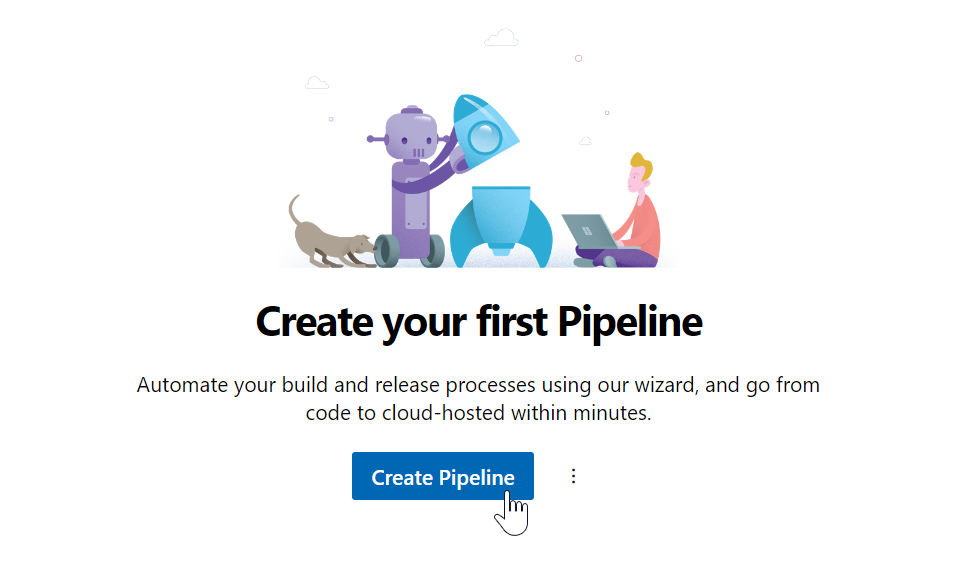 Create your first Pipeline
Automate your build and release processes using our wizard, and go from
code to cloud-hosted within minutes.
Create Pipeline